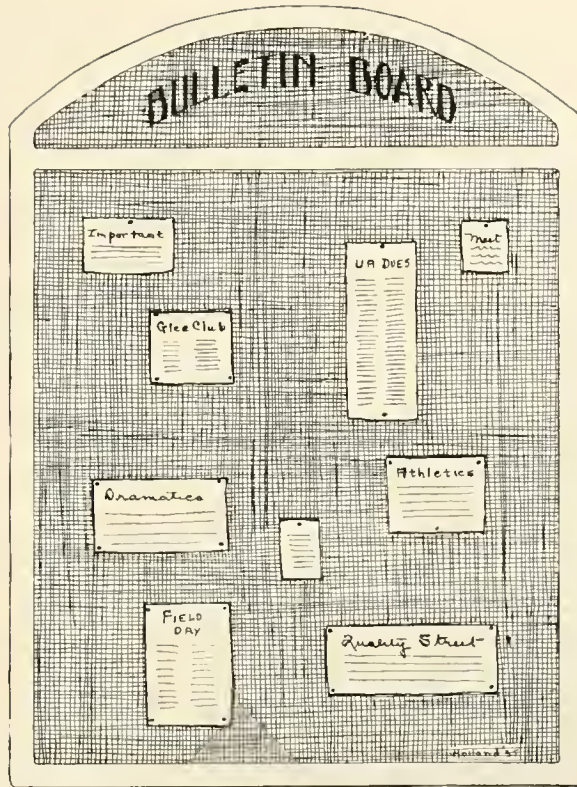 BULLETIN BOARD
Important
Meet
UA DUES
Glee Club
Athletics
Dramatics
FIELD
DAY
Quality Street
Holland '35